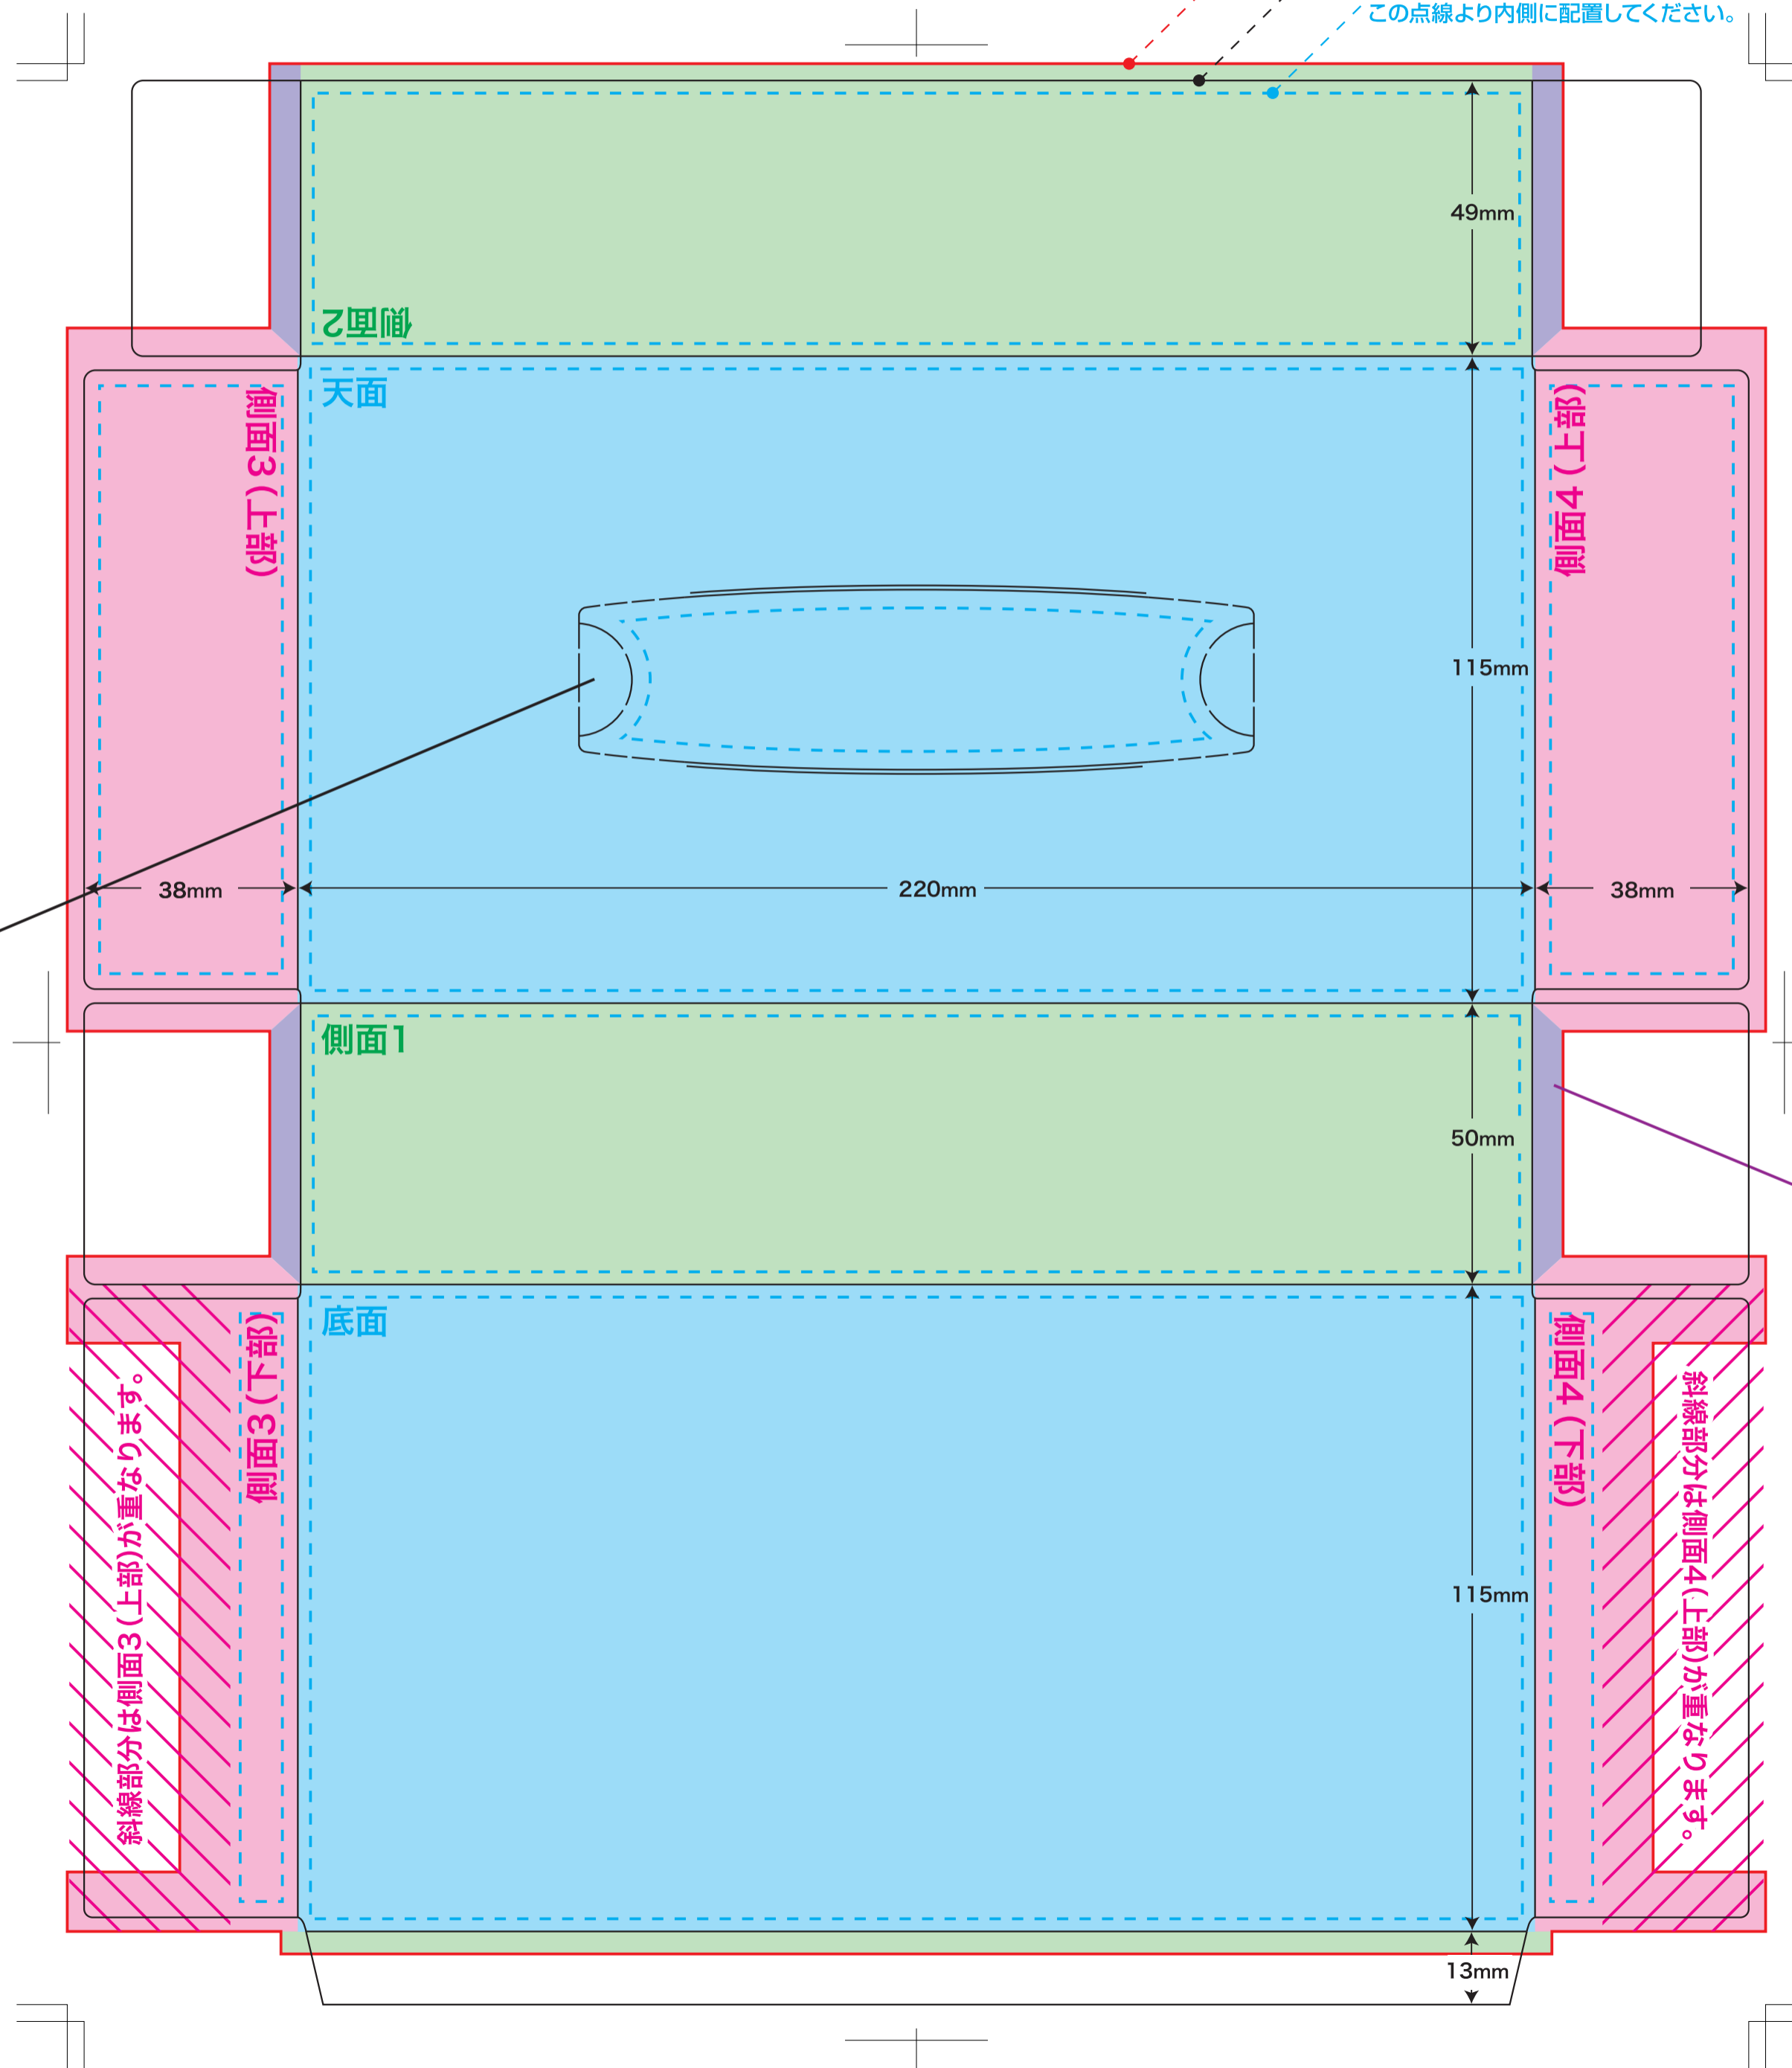 この点線より内側に配置してください。
49mm
側面2
天面
側面3(上部)
側面4(上部)
115mm
38mm
220mm
38mm
側面1
50mm
底面
側面3(下部)
側面4(下部)
斜線部分は側面3(上部)が重なります。
斜線部分は側面4(上部)が重なります。
115mm
13mm